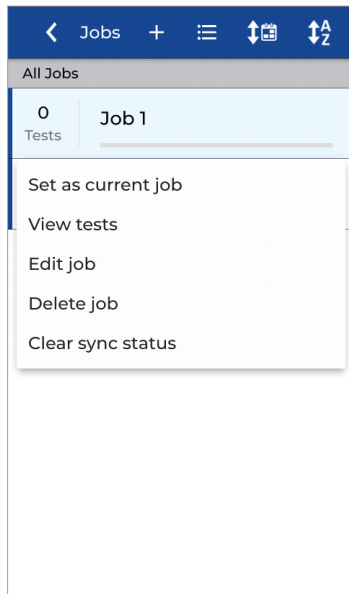 Jobs
All Jobs
0
Tests
Job 1
Set as current job
View tests
Edit job
Delete job
Clear sync status